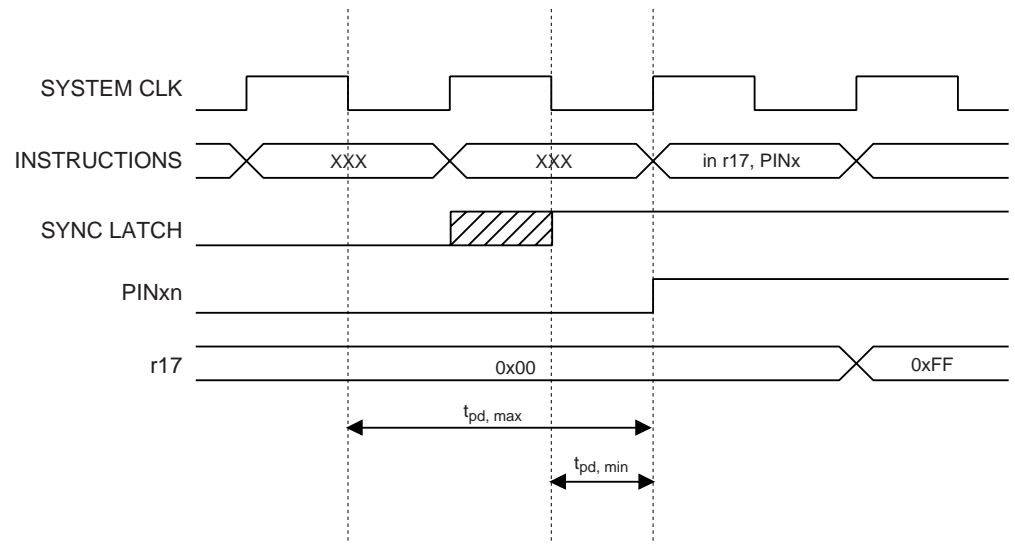 SYSTEM CLK
INSTRUCTIONS
XXX
XXX
in r17, PINx
SYNC LATCH
PINxn
r17
0x00
0xFF
tpd, max
tpd, min